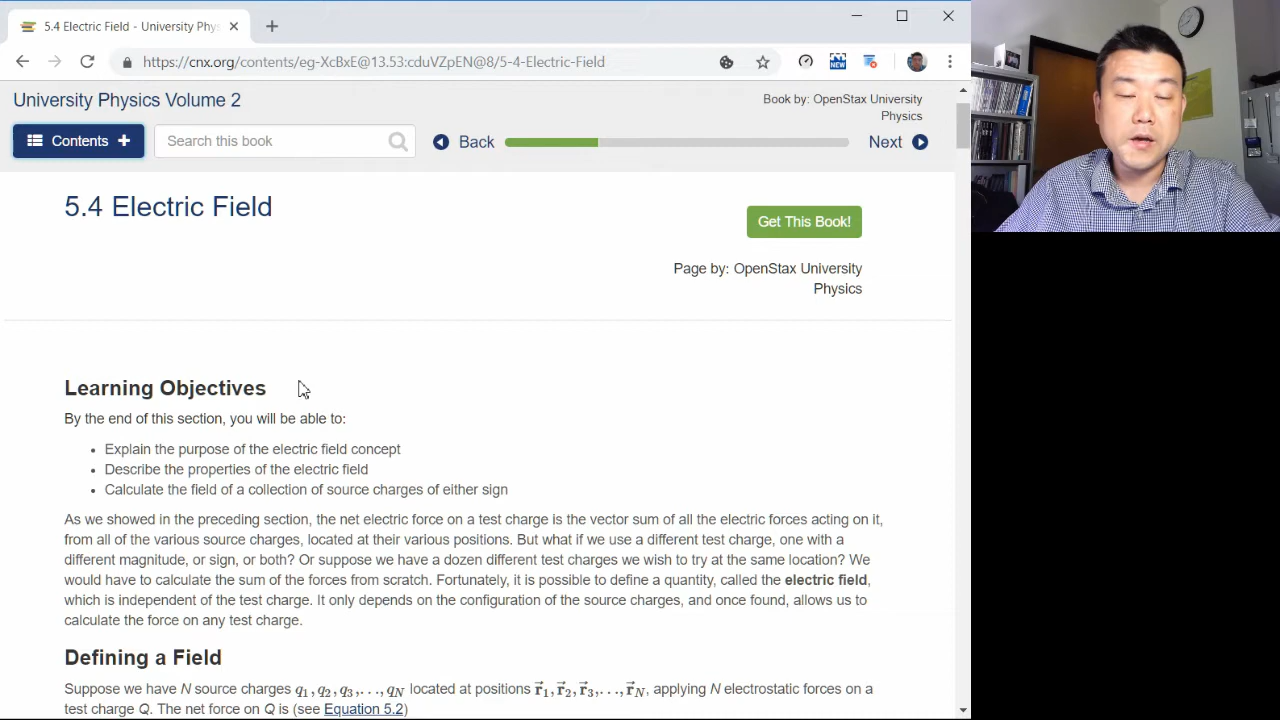 5.4 Electric Field - University Phys
https://cnx.org/contents/eg-XcBxE@13.53:cduVZpEN@8/5-4-Electric-Field
NEW
University Physics Volume 2
Book by: OpenStax University
Physics
Contents
Search this book
Back
Next
5.4 Electric Field
Get This Book!
Page by: OpenStax University
Physics
Learning Objectives
By the end of this section, you will be able to:
• Explain the purpose of the electric field concept
• Describe the properties of the electric field
• Calculate the field of a collection of source charges of either sign
As we showed in the preceding section, the net electric force on a test charge is the vector sum of all the electric forces acting on it,
from all of the various source charges, located at their various positions. But what if we use a different test charge, one with a
different magnitude, or sign, or both? Or suppose we have a dozen different test charges we wish to try at the same location? We
would have to calculate the sum of the forces from scratch. Fortunately, it is possible to define a quantity, called the electric field,
which is independent of the test charge. It only depends on the configuration of the source charges, and once found, allows us to
calculate the force on any test charge.
Defining a Field
Suppose we have N source charges q₁, q₂, q₃, . . . , q_N located at positions r⃗₁, r⃗₂, r⃗₃, . . . , r⃗_N, applying N electrostatic forces on a
test charge Q. The net force on Q is (see Equation 5.2)